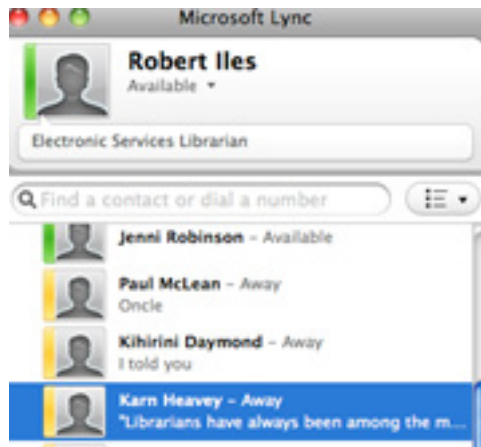 Microsoft Lync
Robert Iles
Available
Electronic Services Librarian
Find a contact or dial a number
Jenni Robinson – Available
Paul McLean – Away
Oncle
Kihirini Daymond – Away
I told you
Karn Heavey – Away
"Librarians have always been among the m...